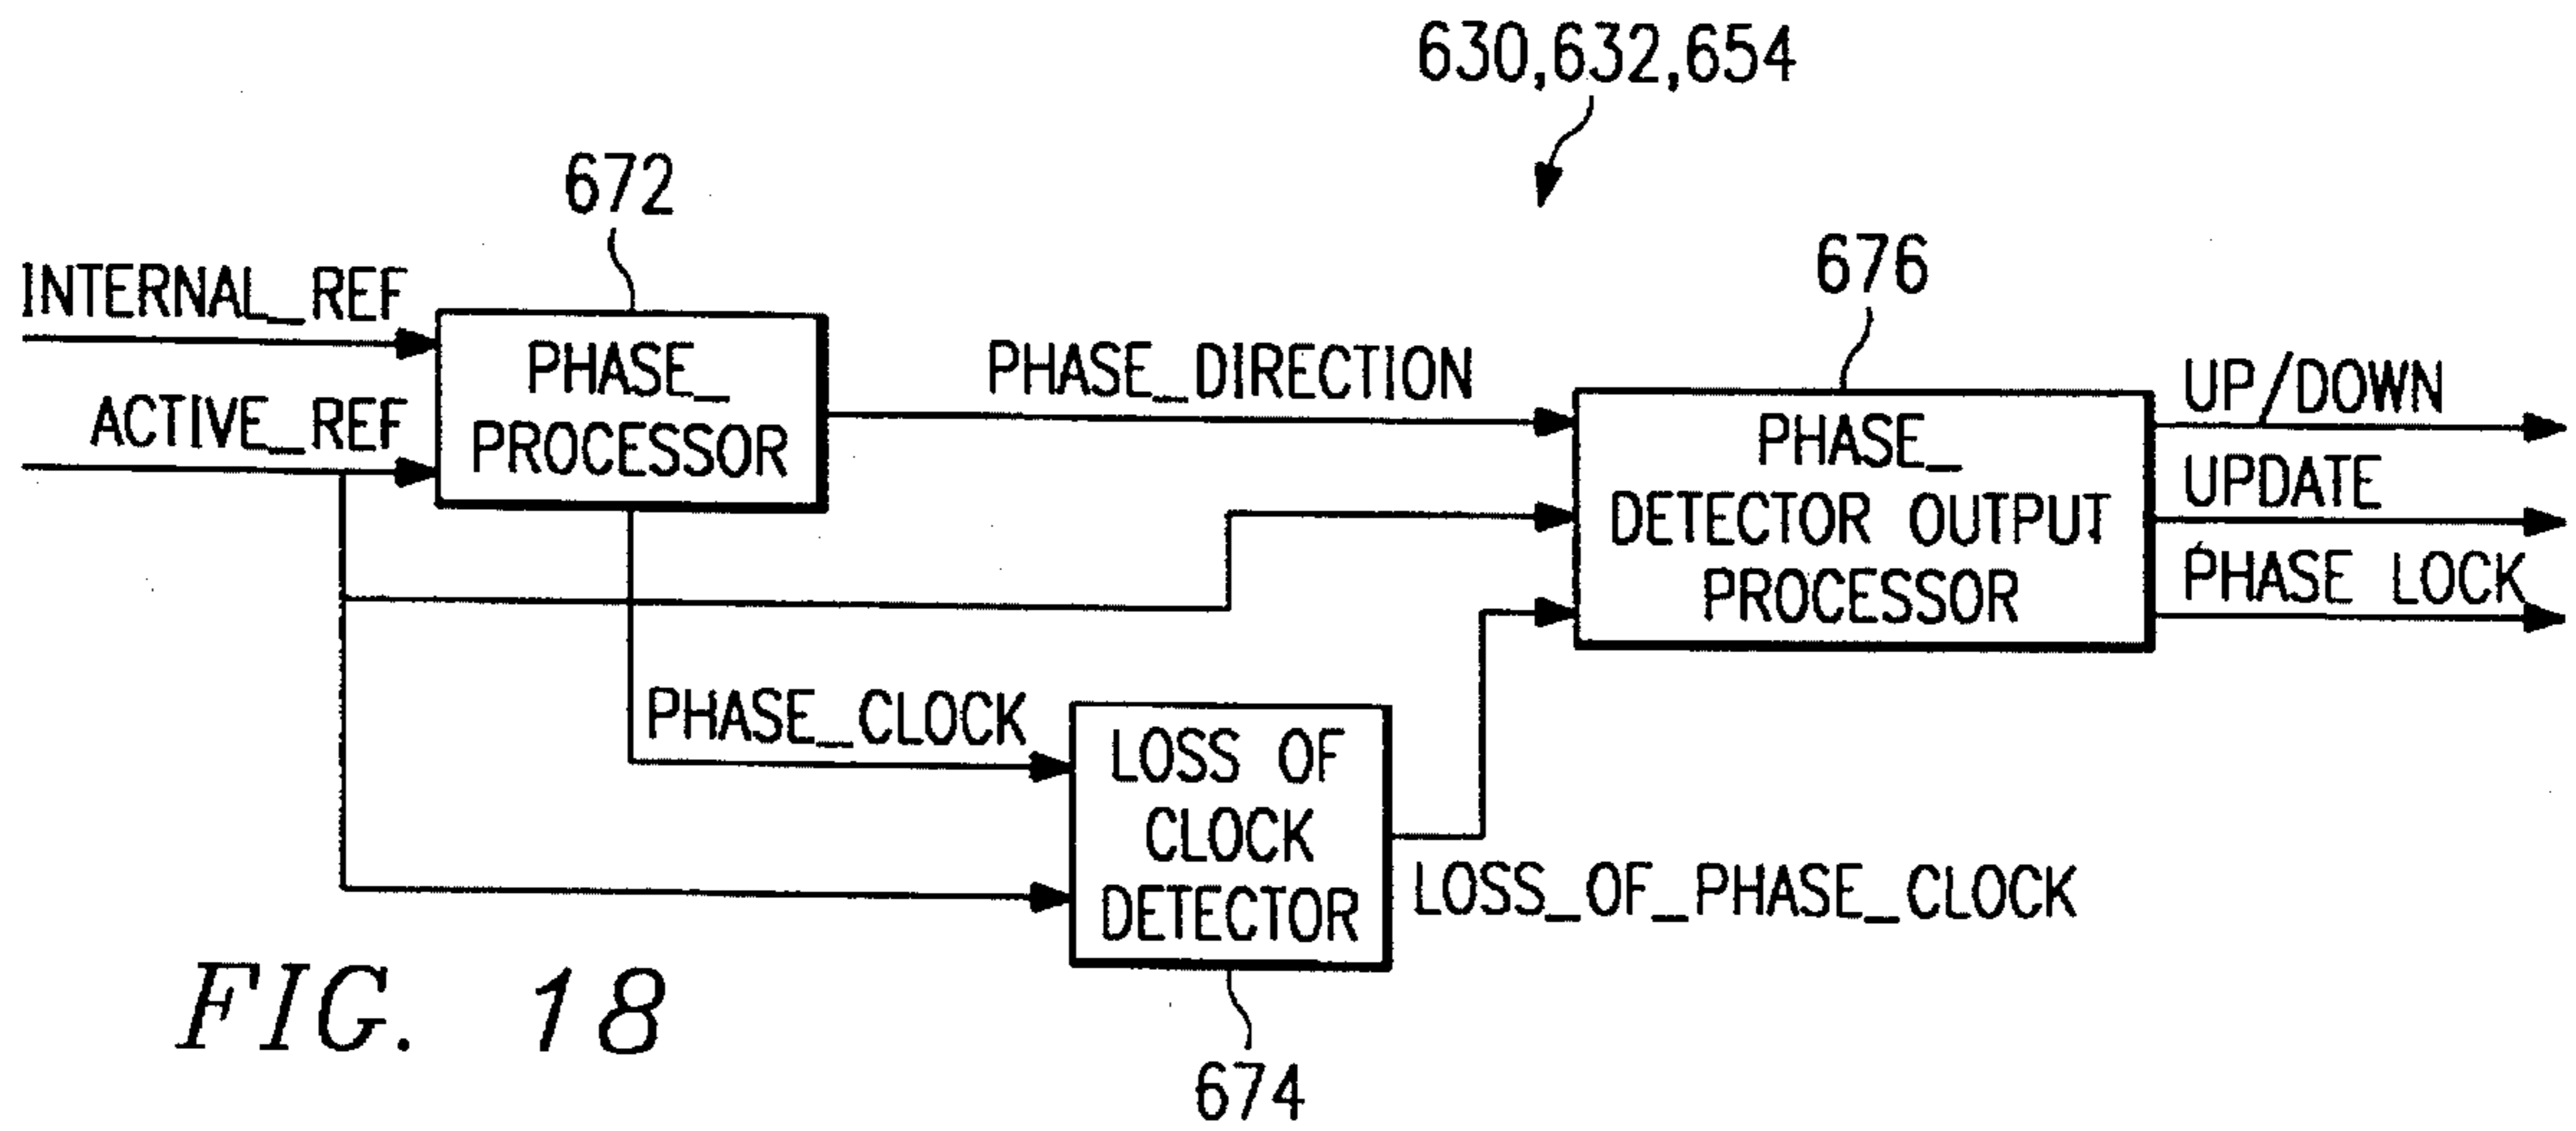 630,632,654
672
676
INTERNAL_REF
ACTIVE_REF
PHASE_
PROCESSOR
PHASE_DIRECTION
PHASE_
DETECTOR OUTPUT
PROCESSOR
UP/DOWN
UPDATE
PHASE LOCK
PHASE_CLOCK
LOSS OF
CLOCK
DETECTOR
LOSS_OF_PHASE_CLOCK
674
FIG. 18